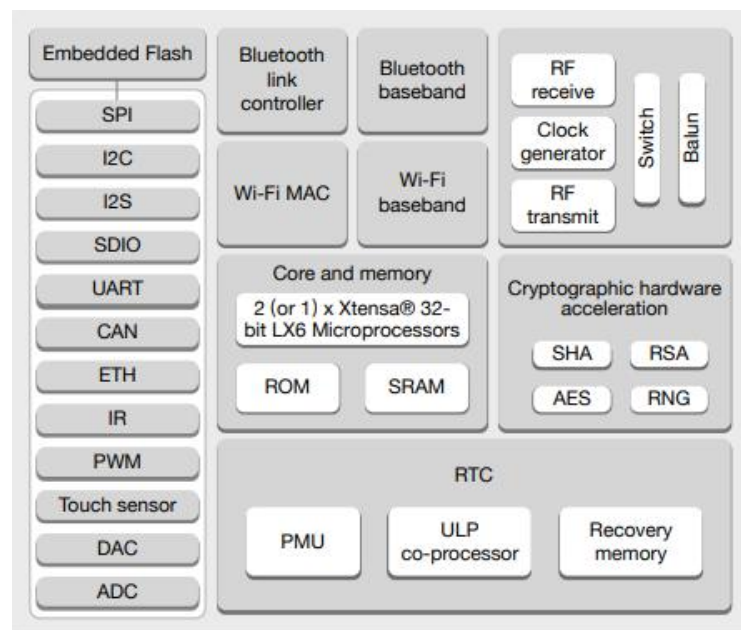 Embedded Flash
SPI
I2C
I2S
SDIO
UART
CAN
ETH
IR
PWM
Touch sensor
DAC
ADC
Bluetooth
link
controller
Bluetooth
baseband
Wi-Fi MAC
Wi-Fi
baseband
RF
receive
Clock
generator
RF
transmit
Switch
Balun
Core and memory
2 (or 1) x Xtensa® 32-
bit LX6 Microprocessors
ROM
SRAM
Cryptographic hardware
acceleration
SHA
RSA
AES
RNG
RTC
PMU
ULP
co-processor
Recovery
memory